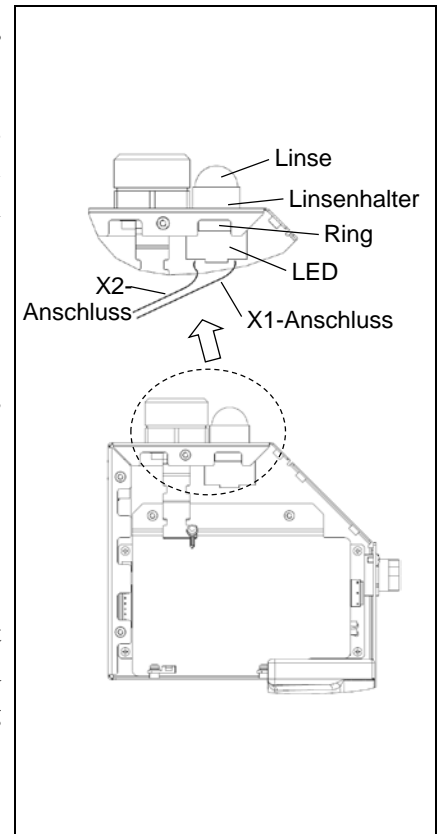 Linse
Linsenhalter
Ring
LED
X2-
Anschluss
X1-Anschluss